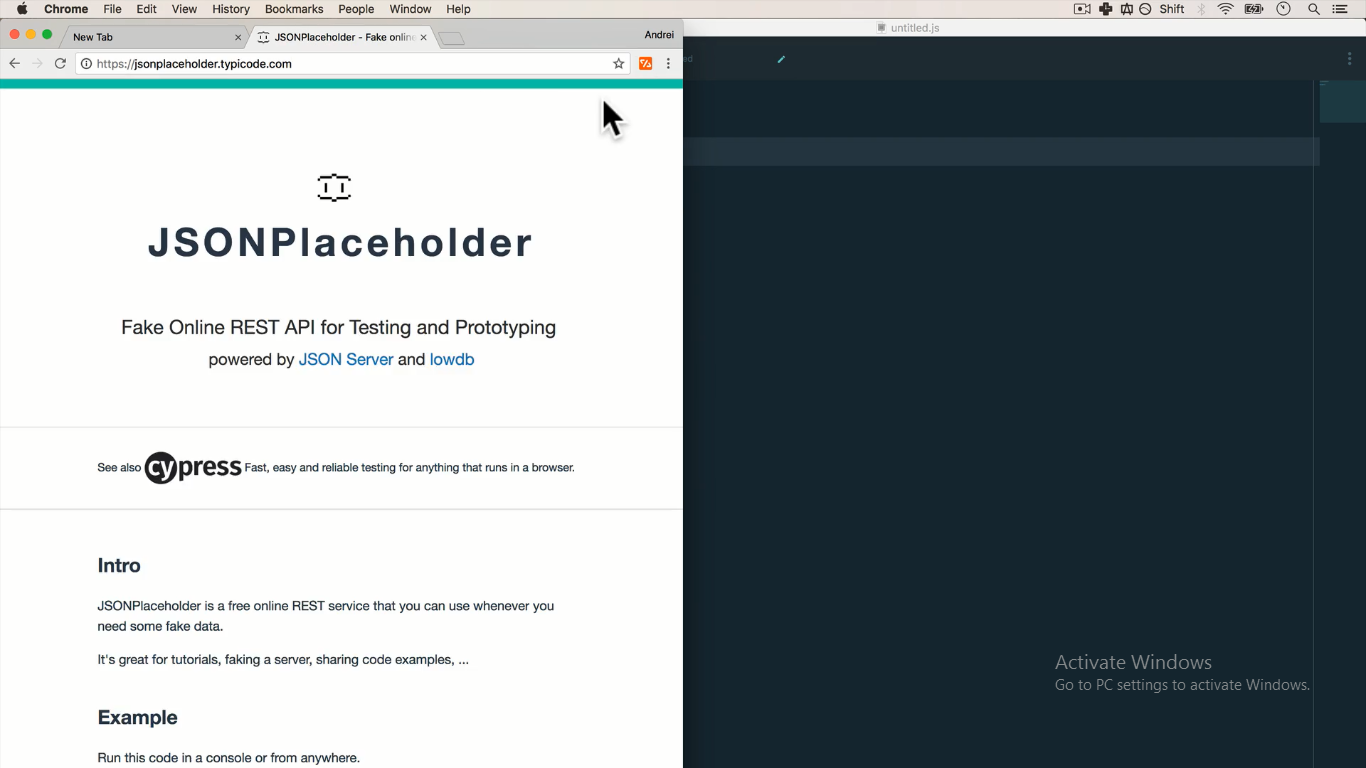 Chrome File Edit View History Bookmarks People Window Help Shift
untitled.js
New Tab JSONPlaceholder - Fake online Andrei
https://jsonplaceholder.typicode.com
JSONPlaceholder
Fake Online REST API for Testing and Prototyping
powered by JSON Server and lowdb
See also cypress Fast, easy and reliable testing for anything that runs in a browser.
Intro
JSONPlaceholder is a free online REST service that you can use whenever you
need some fake data.
It's great for tutorials, faking a server, sharing code examples, ...
Example
Run this code in a console or from anywhere.
Activate Windows
Go to PC settings to activate Windows.